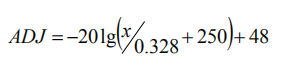 ADJ = −20lg(x/0.328 + 250) + 48